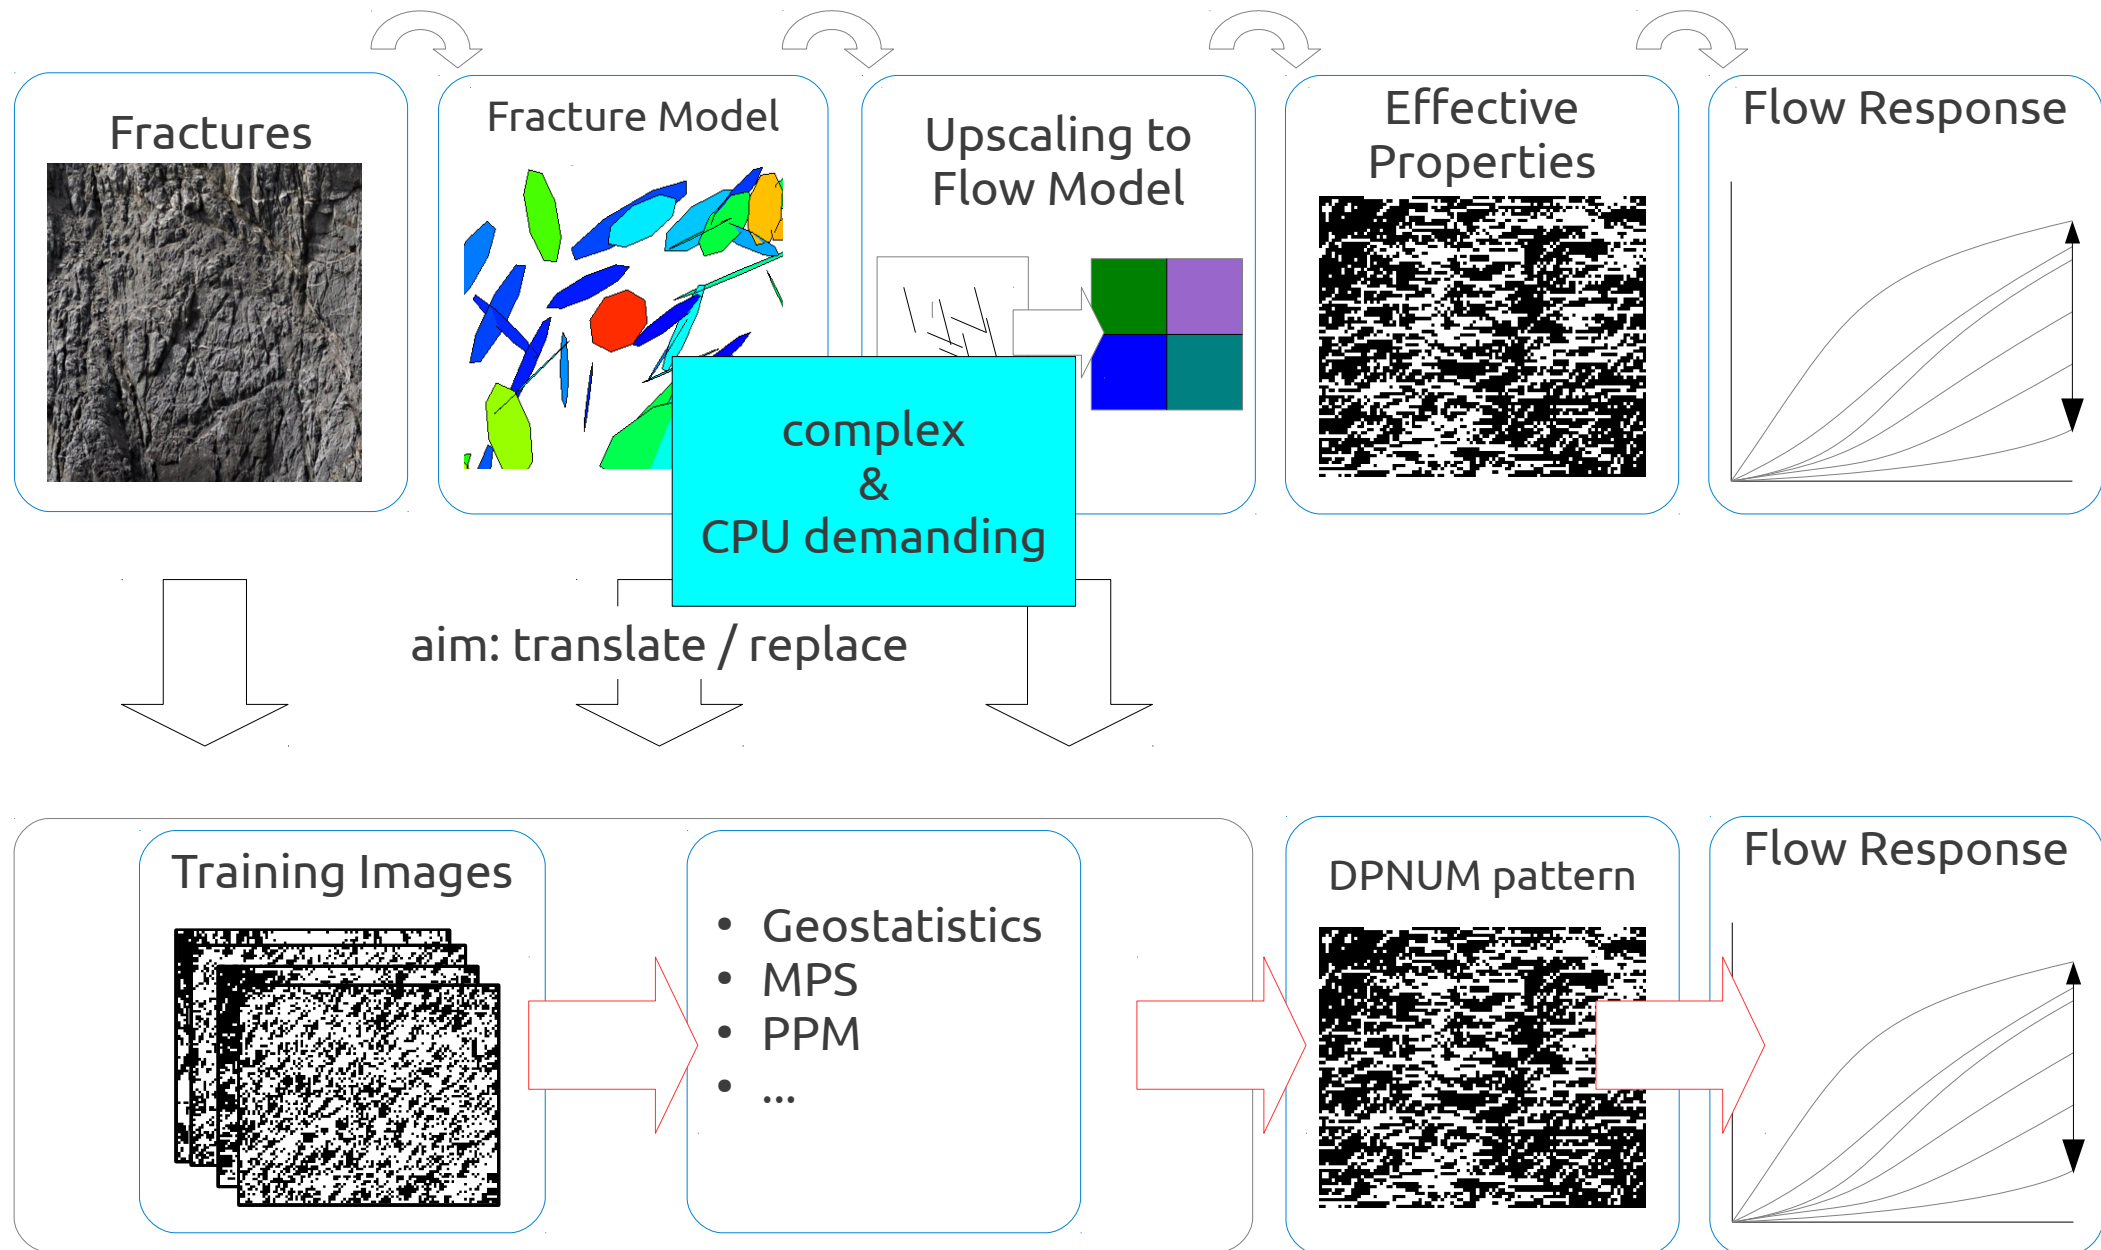 Fractures
Fracture Model
Upscaling to
Flow Model
Effective
Properties
Flow Response
complex
&
CPU demanding
aim: translate / replace
Training Images
• Geostatistics
• MPS
• PPM
• ...
DPNUM pattern
Flow Response